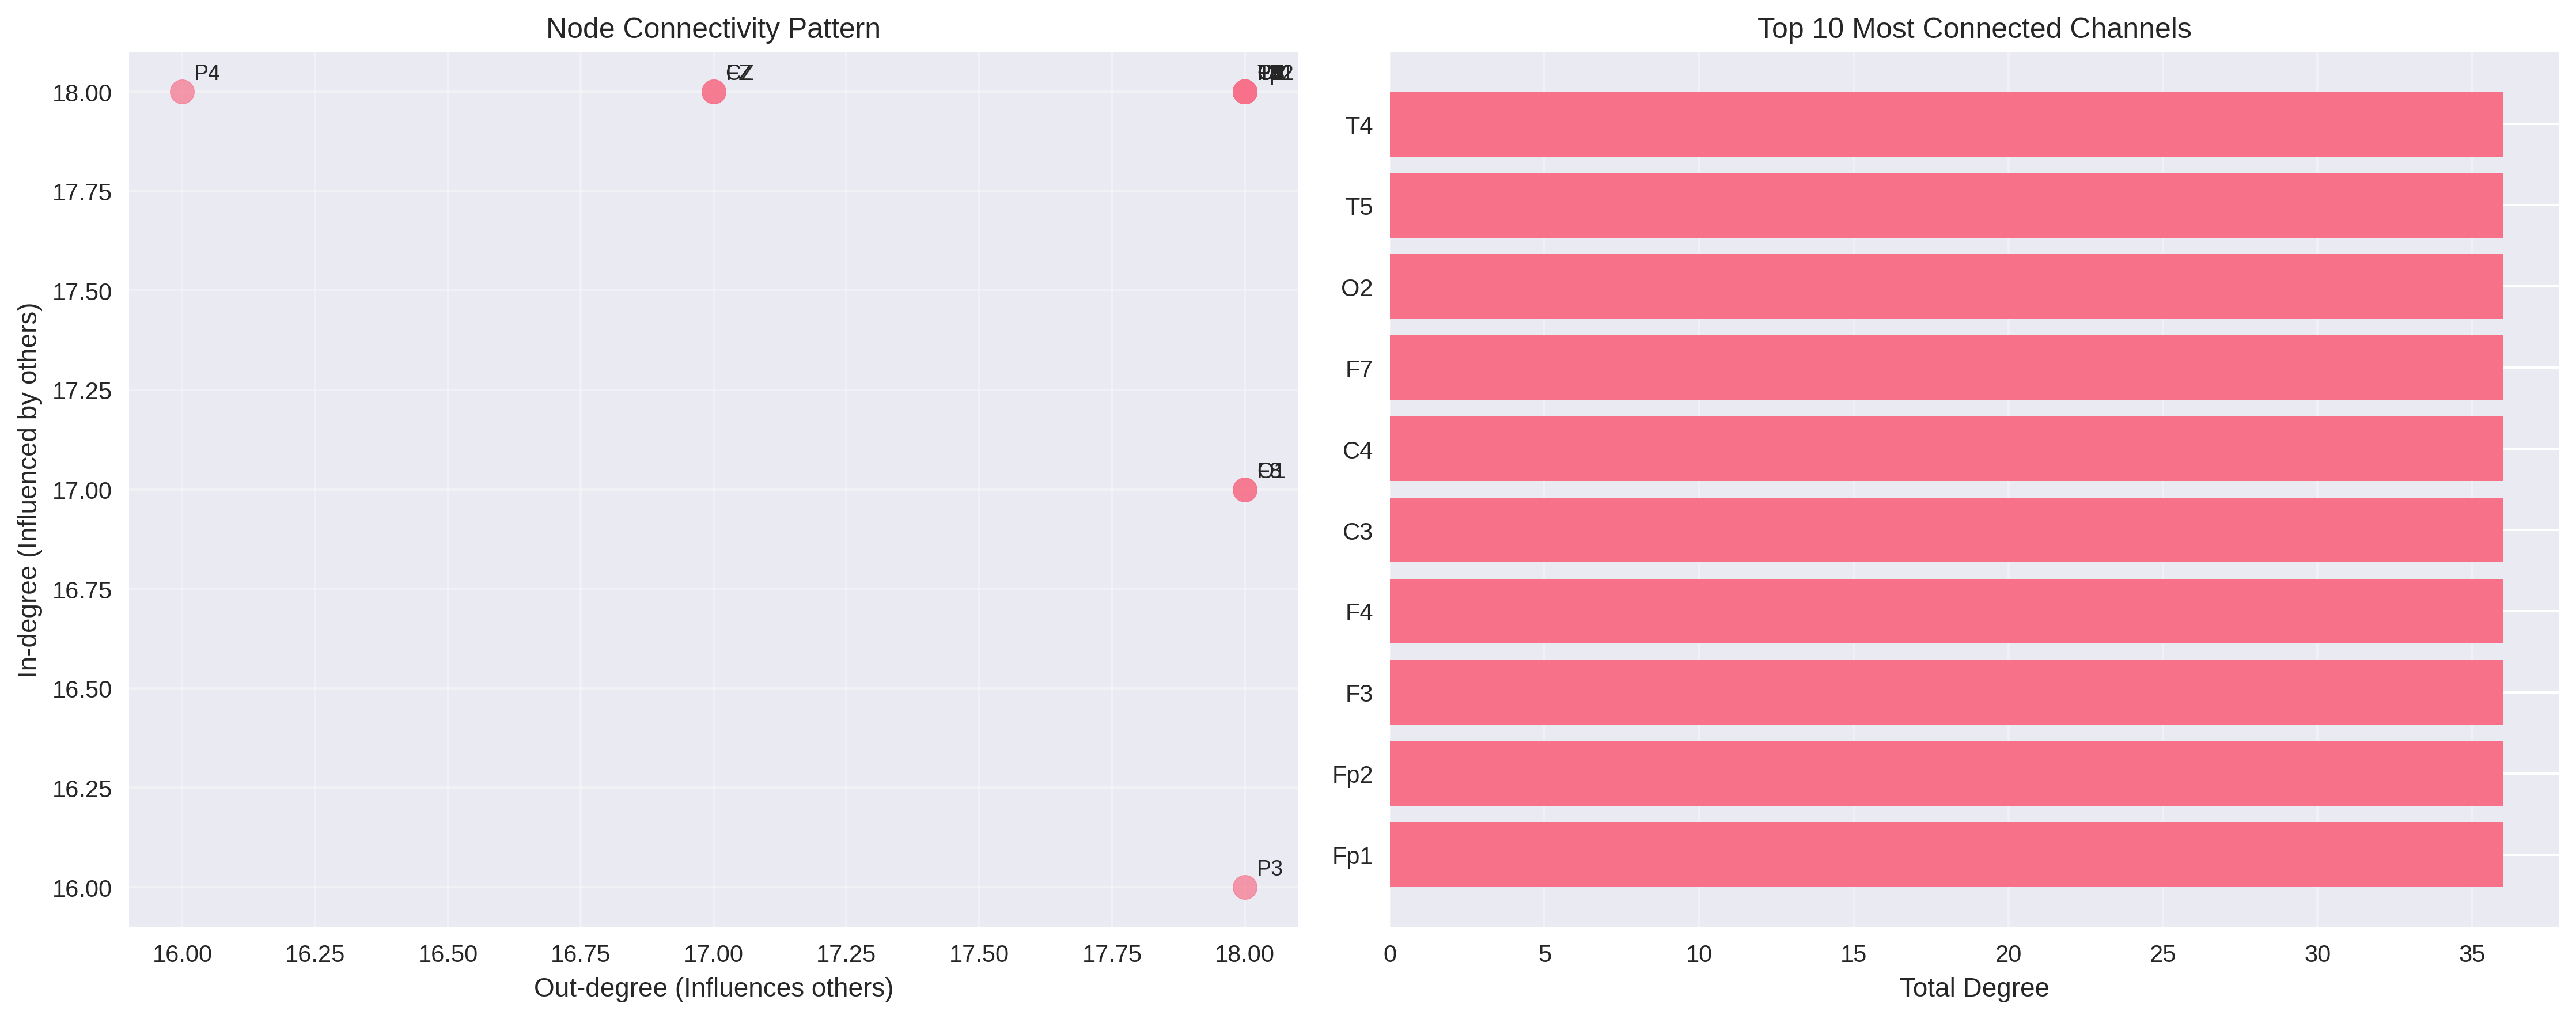 Node Connectivity Pattern
P4
18.00
17.75
17.50
17.25
17.00
16.75
16.50
16.25
16.00
P3
In-degree (Influenced by others)
16.00 16.25 16.50 16.75 17.00 17.25 17.50 17.75 18.00
Out-degree (Influences others)
Top 10 Most Connected Channels
T4
T5
O2
F7
C4
C3
F4
F3
Fp2
Fp1
0 5 10 15 20 25 30 35
Total Degree